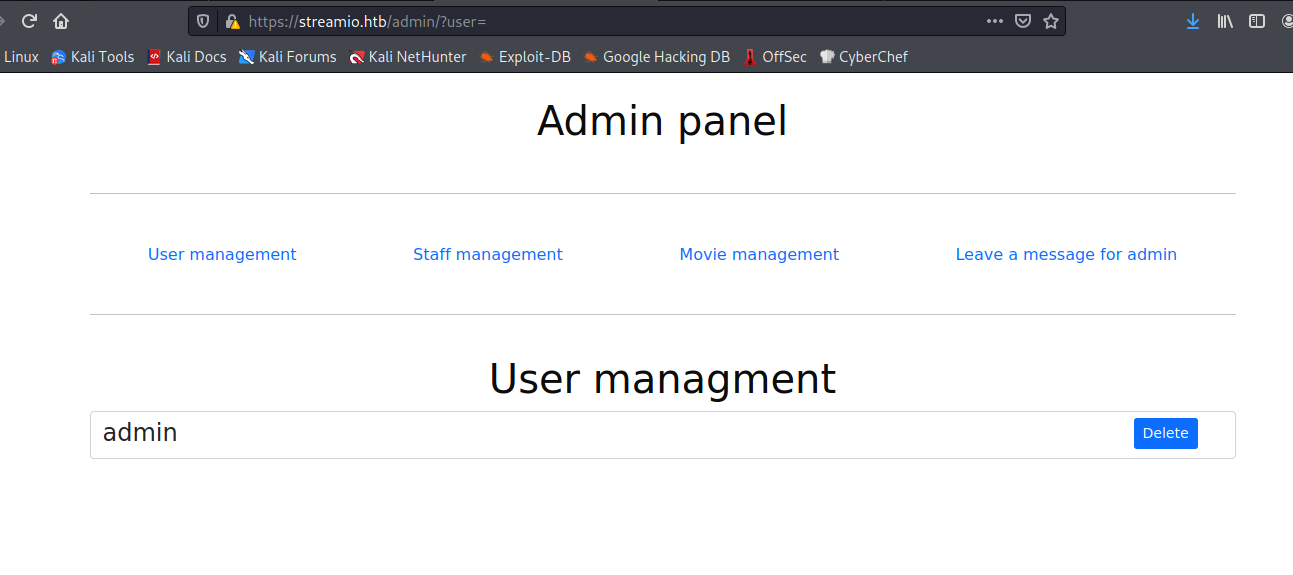 https://streamio.htb/admin/?user=
Linux Kali Tools Kali Docs Kali Forums Kali NetHunter Exploit-DB Google Hacking DB OffSec CyberChef
Admin panel
User management Staff management Movie management Leave a message for admin
User managment
admin Delete